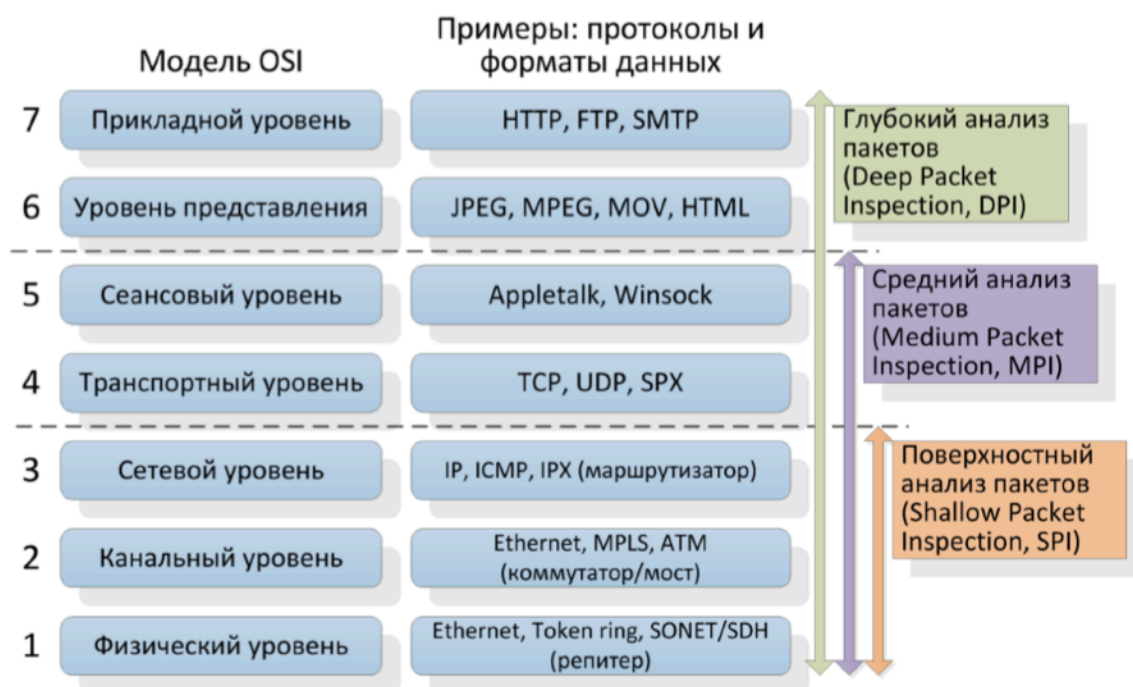 Модель OSI
Примеры: протоколы и
форматы данных
7
Прикладной уровень
HTTP, FTP, SMTP
6
Уровень представления
JPEG, MPEG, MOV, HTML
5
Сеансовый уровень
Appletalk, Winsock
4
Транспортный уровень
TCP, UDP, SPX
3
Сетевой уровень
IP, ICMP, IPX (маршрутизатор)
2
Канальный уровень
Ethernet, MPLS, ATM
(коммутатор/мост)
1
Физический уровень
Ethernet, Token ring, SONET/SDH
(репитер)
Глубокий анализ
пакетов
(Deep Packet
Inspection, DPI)
Средний анализ
пакетов
(Medium Packet
Inspection, MPI)
Поверхностный
анализ пакетов
(Shallow Packet
Inspection, SPI)